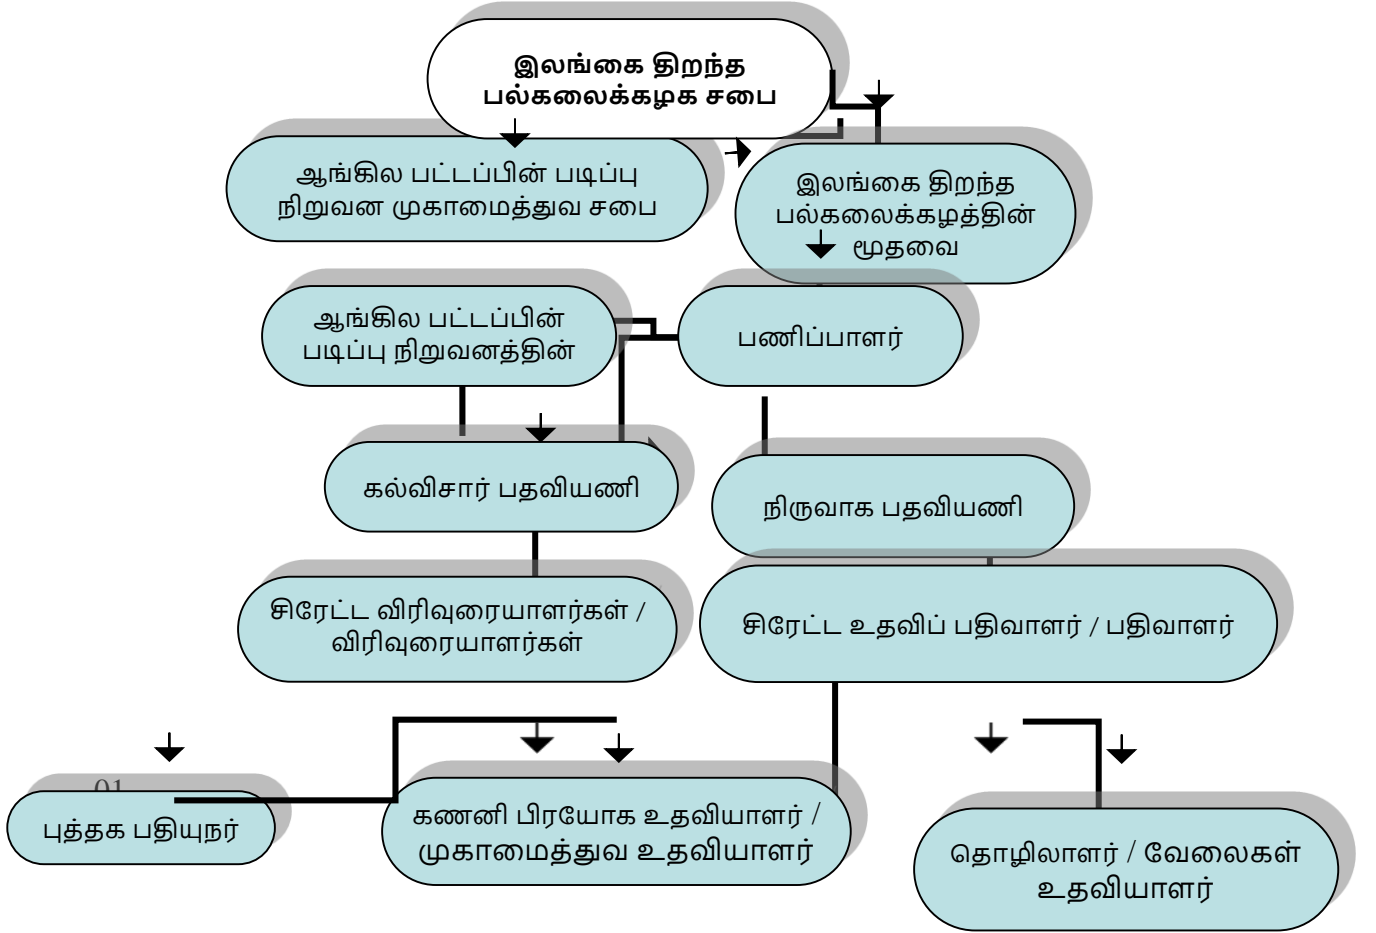 இலங்கை திறந்த
பல்கலைக்கழக சபை
ஆங்கில பட்டப்பின் படிப்பு
நிறுவன முகாமைத்துவ சபை
இலங்கை திறந்த
பல்கலைக்கழத்தின்
மூதவை
ஆங்கில பட்டப்பின்
படிப்பு நிறுவனத்தின்
பணிப்பாளர்
கல்விசார் பதவியணி
நிருவாக பதவியணி
சிரேட்ட விரிவுரையாளர்கள் /
விரிவுரையாளர்கள்
சிரேட்ட உதவிப் பதிவாளர் / பதிவாளர்
01
புத்தக பதியுநர்
கணனி பிரயோக உதவியாளர் /
முகாமைத்துவ உதவியாளர்
தொழிலாளர் / வேலைகள்
உதவியாளர்